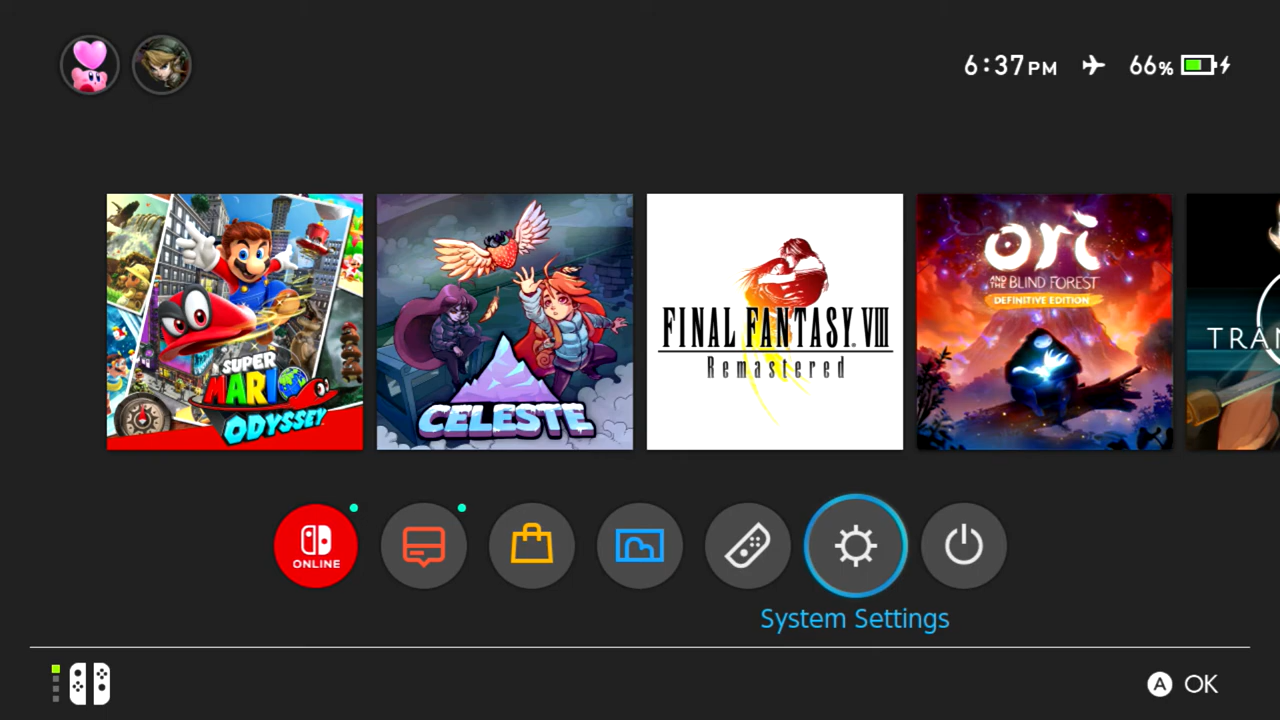 6:37PM
66%
SUPER
MARIO
ODYSSEY
CELESTE
FINAL FANTASY VIII
Remastered
ori
AND THE BLIND FOREST
DEFINITIVE EDITION
TRAN
ONLINE
System Settings
A OK